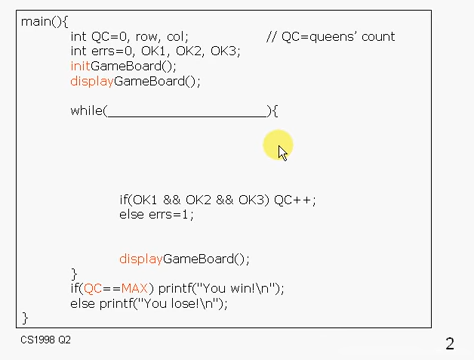 main(){
int QC=0, row, col; // QC=queens' count
int errs=0, OK1, OK2, OK3;
initGameBoard();
displayGameBoard();
while(____________________){
if(OK1 && OK2 && OK3) QC++;
else errs=1;
displayGameBoard();
}
if(QC==MAX) printf("You win!\n");
else printf("You lose!\n");
}
CS1998 Q2
2